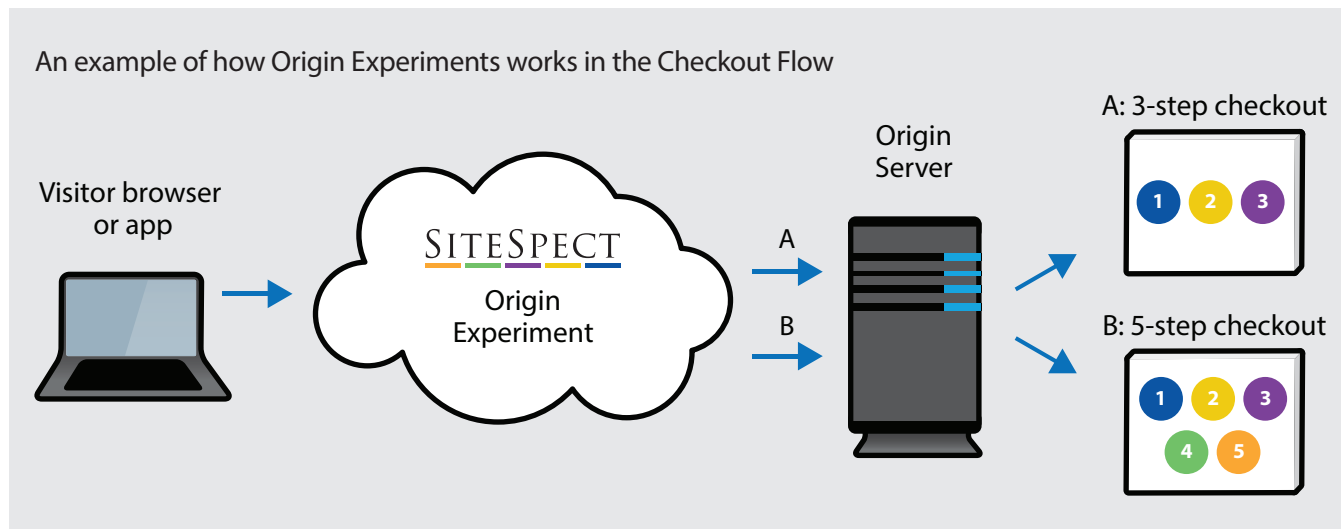 An example of how Origin Experiments works in the Checkout Flow
Visitor browser
or app
SITESPECT
Origin
Experiment
A
B
Origin
Server
A: 3-step checkout
1 2 3
B: 5-step checkout
1 2 3
4 5